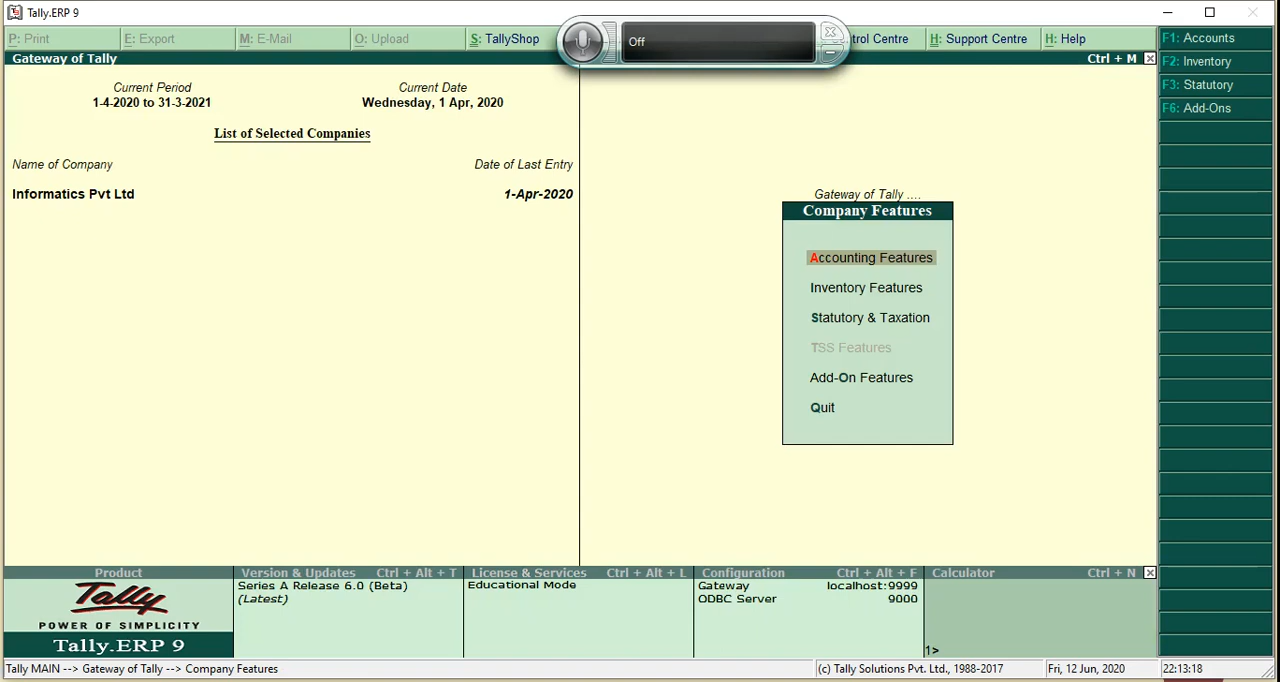 Tally.ERP 9
P: Print
E: Export
M: E-Mail
O: Upload
S: TallyShop
Off
trol Centre
H: Support Centre
H: Help
F1: Accounts
F2: Inventory
F3: Statutory
F6: Add-Ons
Gateway of Tally
Ctrl + M
Current Period
1-4-2020 to 31-3-2021
Current Date
Wednesday, 1 Apr, 2020
List of Selected Companies
Name of Company
Date of Last Entry
Informatics Pvt Ltd
1-Apr-2020
Gateway of Tally ....
Company Features
Accounting Features
Inventory Features
Statutory & Taxation
TSS Features
Add-On Features
Quit
Product
Tally
POWER OF SIMPLICITY
Tally.ERP 9
Version & Updates Ctrl + Alt + T
Series A Release 6.0 (Beta)
(Latest)
License & Services Ctrl + Alt + L
Educational Mode
Configuration Ctrl + Alt + F
Gateway localhost:9999
ODBC Server 9000
Calculator Ctrl + N
1>
Tally MAIN --> Gateway of Tally --> Company Features
(c) Tally Solutions Pvt. Ltd., 1988-2017
Fri, 12 Jun, 2020
22:13:18